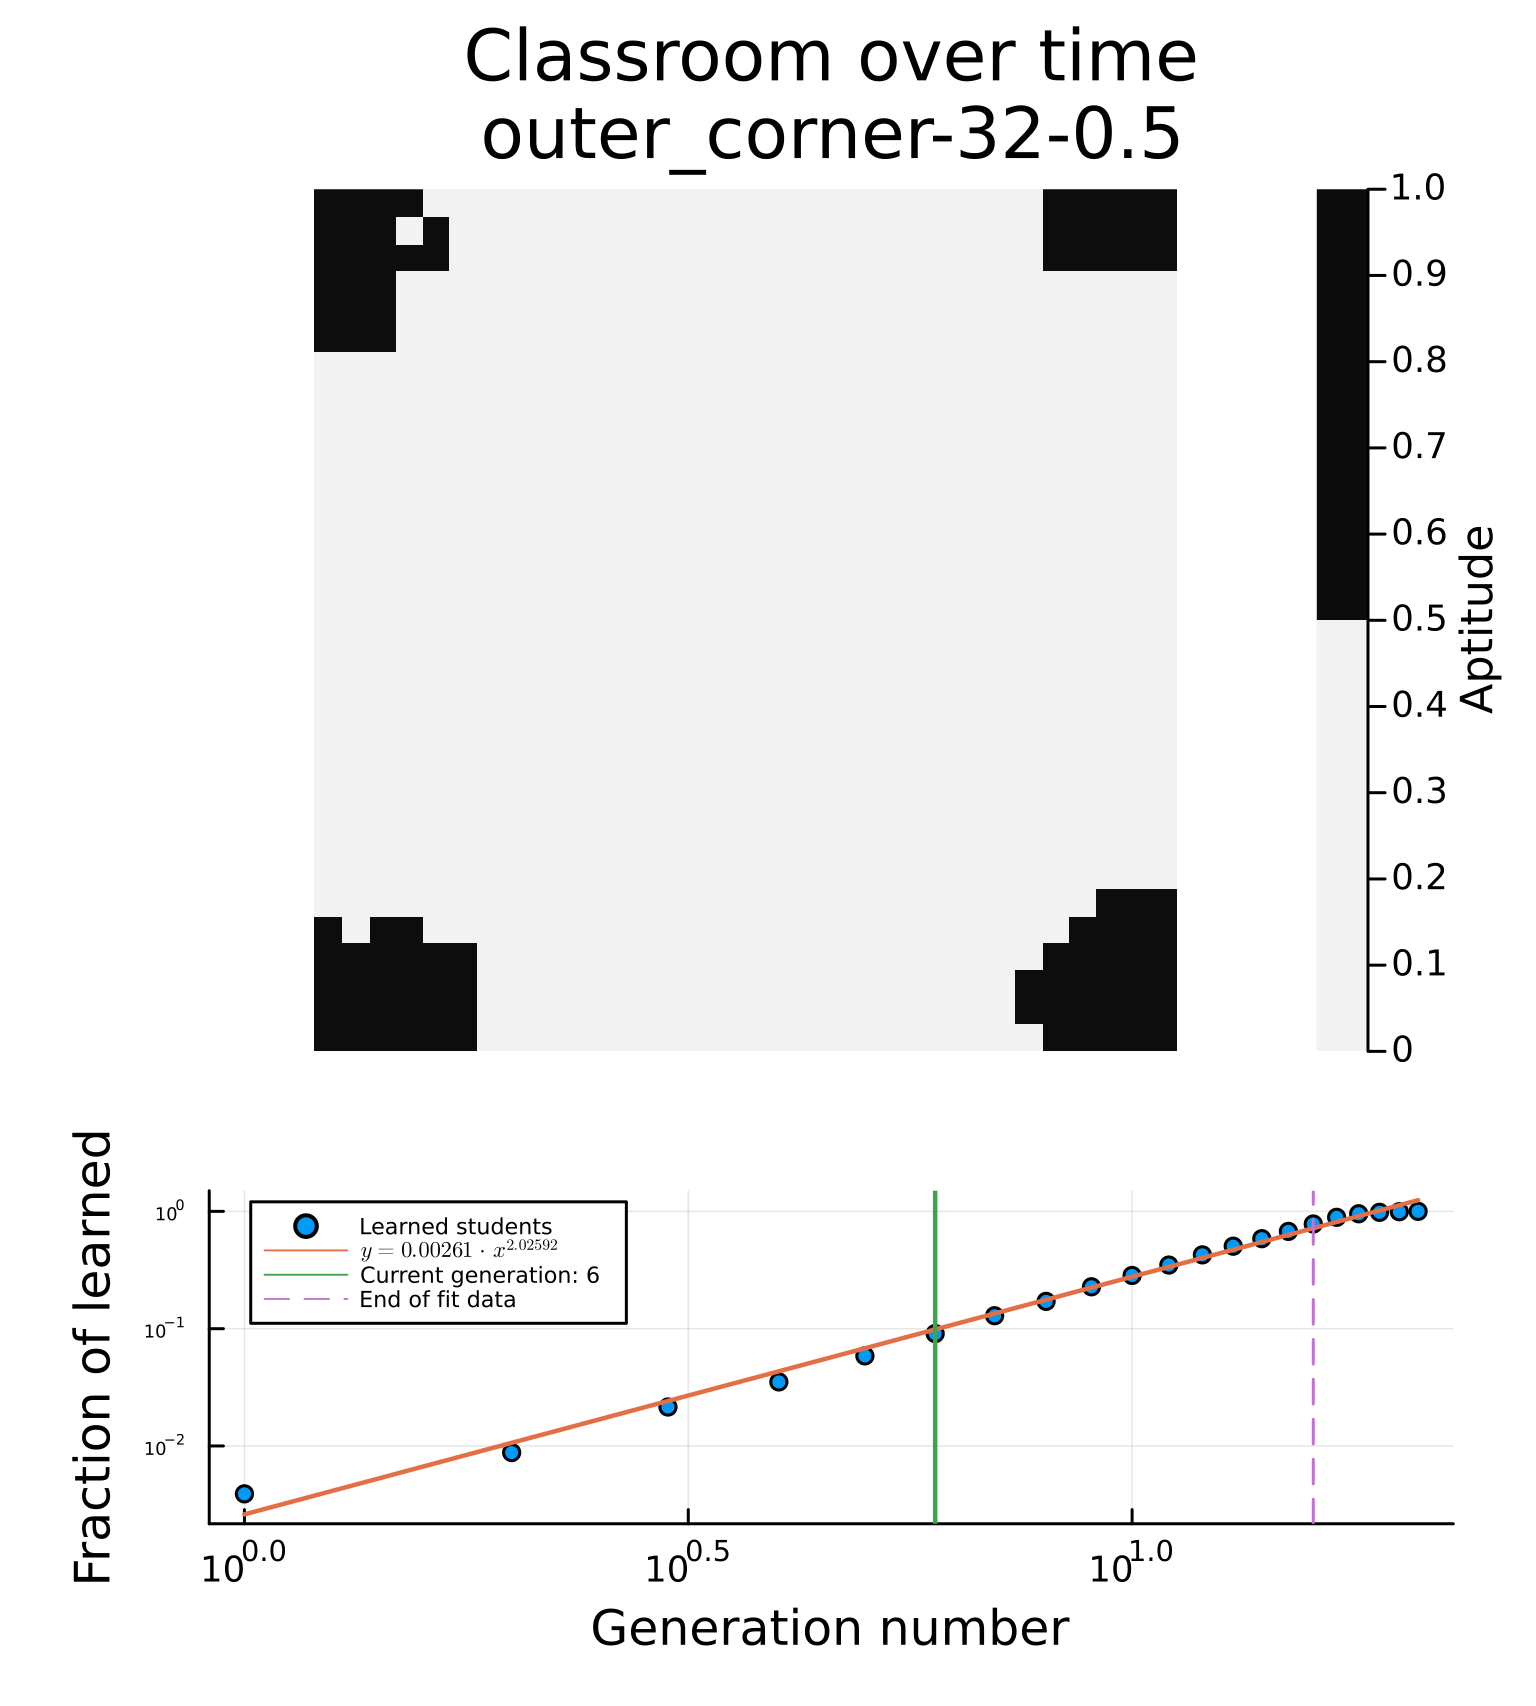 Classroom over time
outer_corner-32-0.5
1.0
0.9
0.8
0.7
0.6
0.5
0.4
0.3
0.2
0.1
0
Aptitude
Fraction of learned
10^0
10^−1
10^−2
Learned students
y = 0.00261 · x^2.02592
Current generation: 6
End of fit data
10^0.0
10^0.5
10^1.0
Generation number